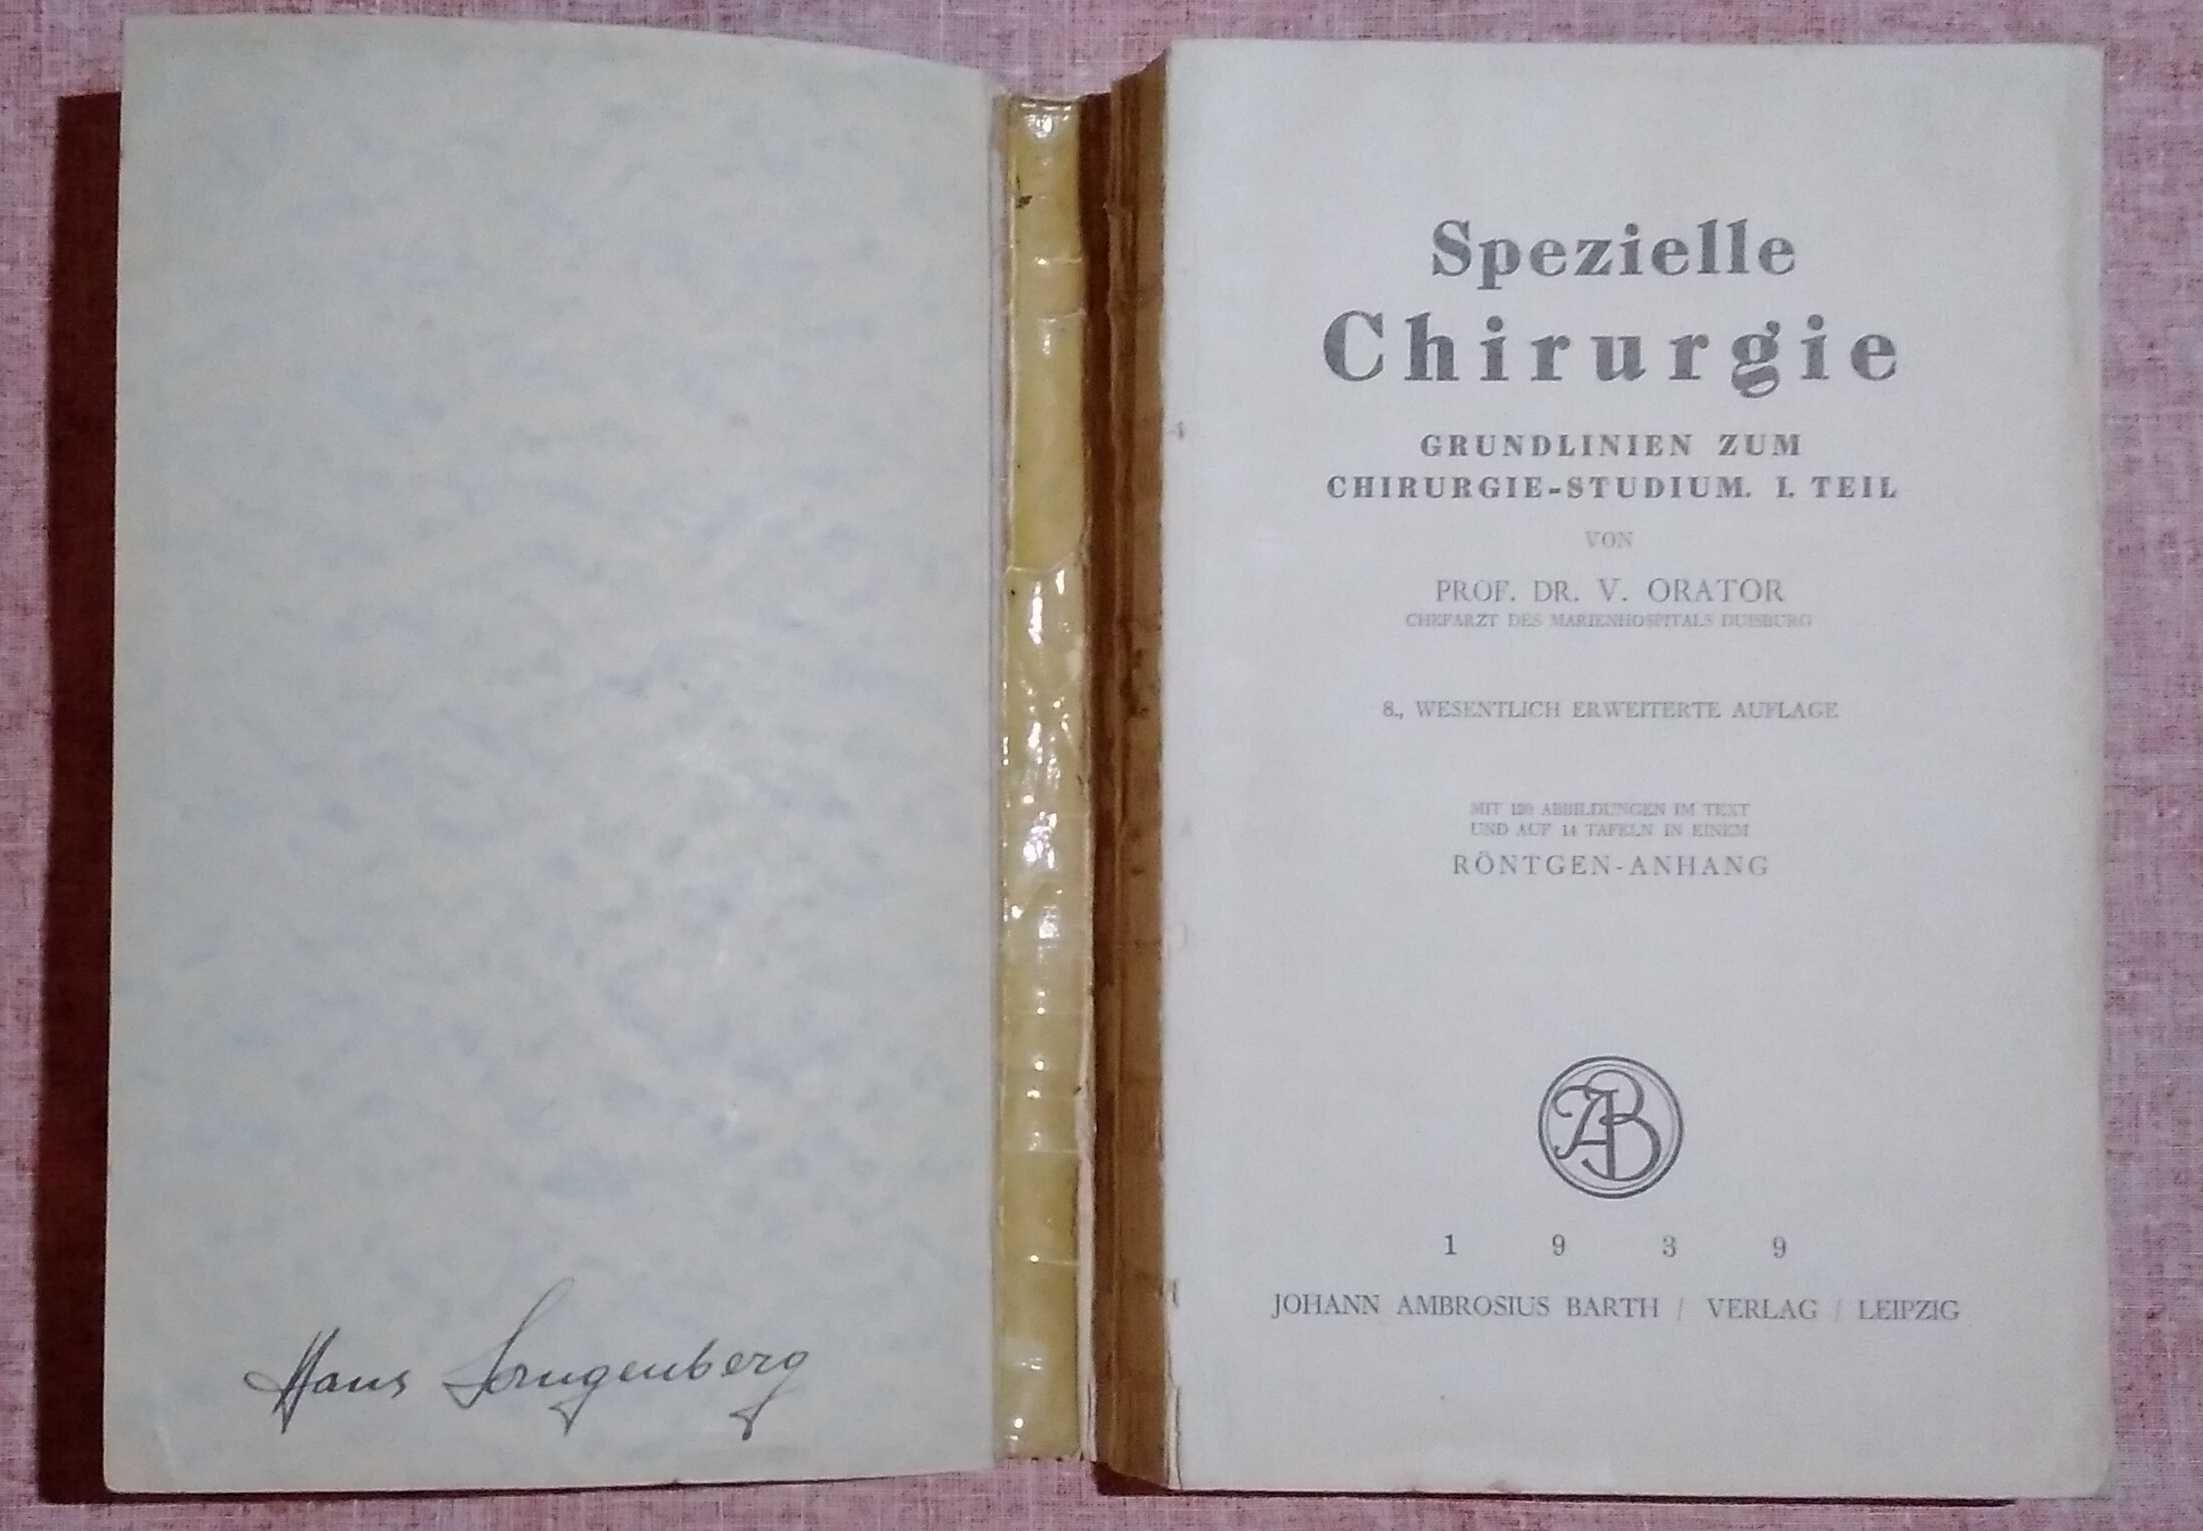 Hans Langenberg
Spezielle
Chirurgie
GRUNDLINIEN ZUM
CHIRURGIE-STUDIUM. I. TEIL
VON
PROF. DR. V. ORATOR
CHEFARZT DES MARIENHOSPITALS DUISBURG
8., WESENTLICH ERWEITERTE AUFLAGE
MIT 120 ABBILDUNGEN IM TEXT
UND AUF 14 TAFELN IN EINEM
RÖNTGEN-ANHANG
JAB
1 9 3 9
JOHANN AMBROSIUS BARTH / VERLAG / LEIPZIG